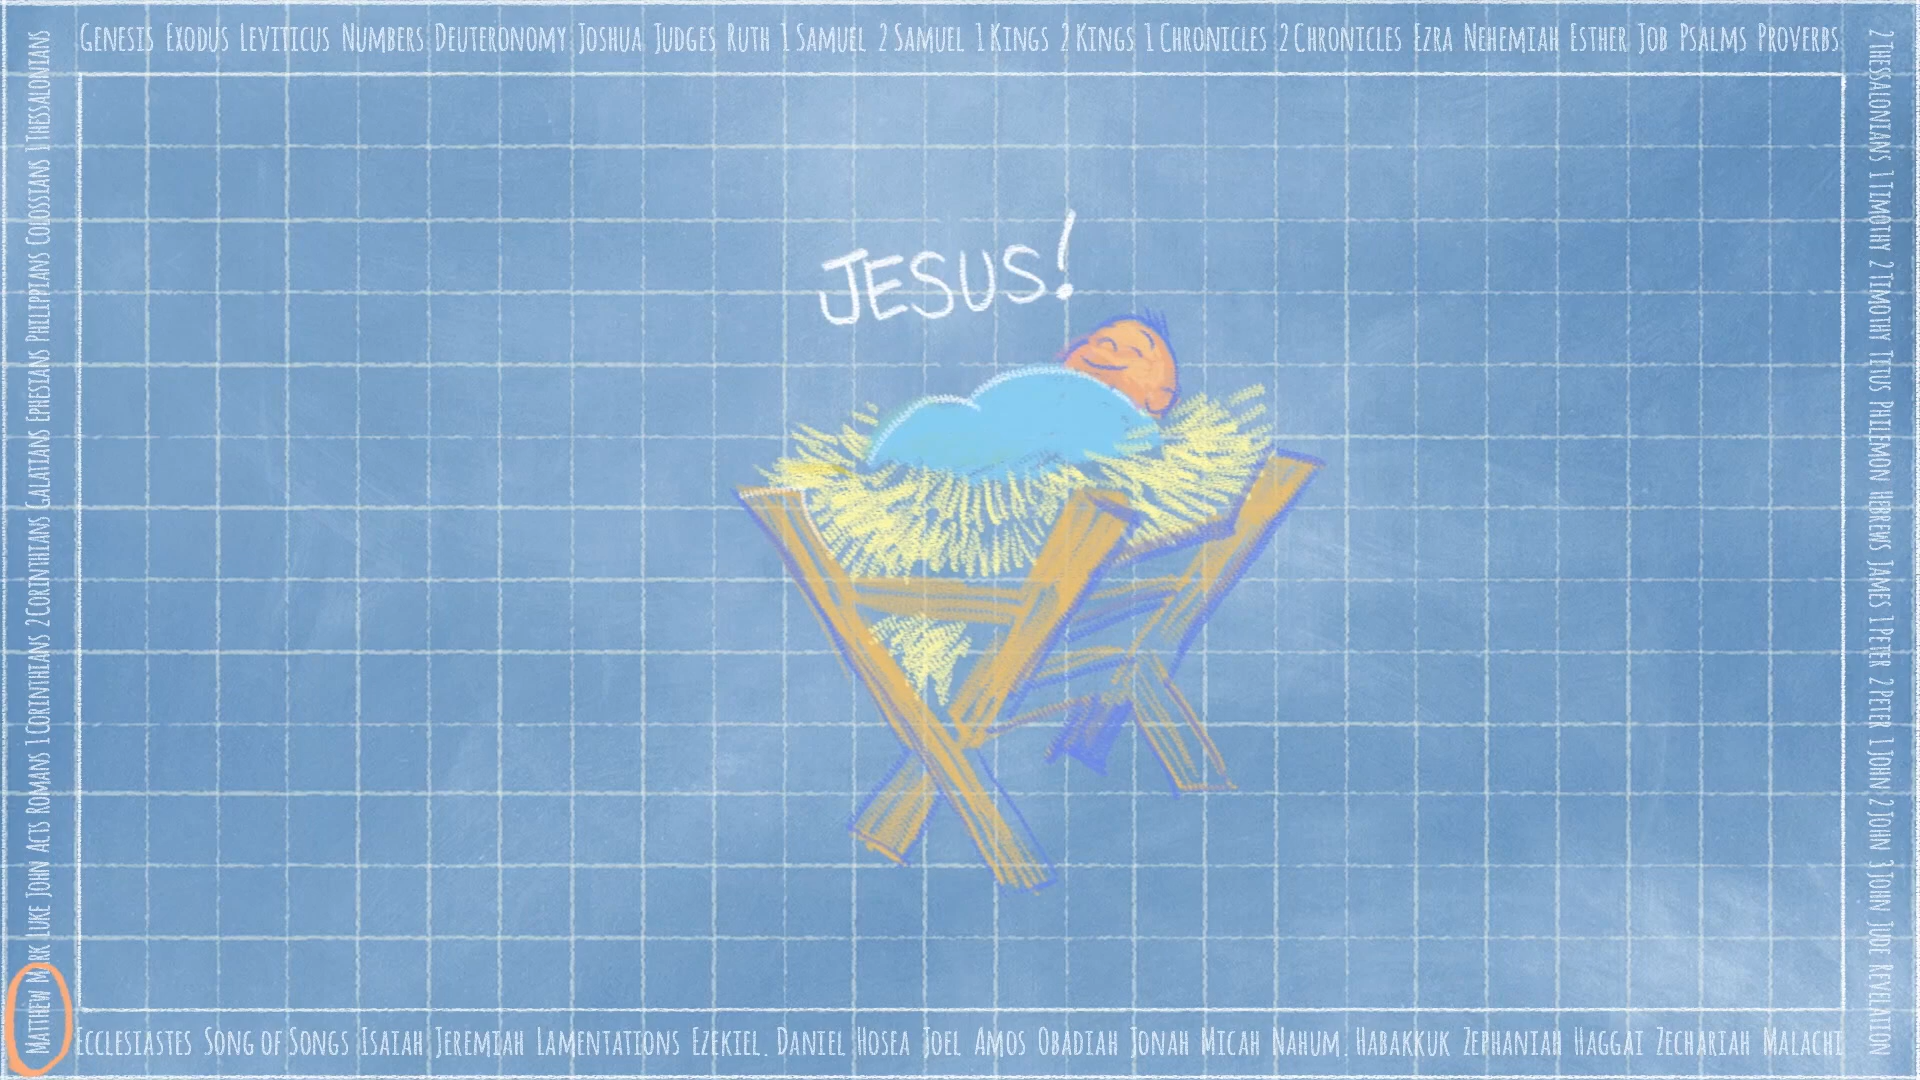 GENESIS EXODUS LEVITICUS NUMBERS DEUTERONOMY JOSHUA JUDGES RUTH 1 SAMUEL 2 SAMUEL 1 KINGS 2 KINGS 1 CHRONICLES 2 CHRONICLES EZRA NEHEMIAH ESTHER JOB PSALMS PROVERBS
JESUS!
ECCLESIASTES SONG OF SONGS ISAIAH JEREMIAH LAMENTATIONS EZEKIEL. DANIEL HOSEA JOEL AMOS OBADIAH JONAH MICAH NAHUM. HABAKKUK ZEPHANIAH HAGGAI ZECHARIAH MALACHI
MATTHEW MARK LUKE JOHN ACTS ROMANS 1 CORINTHIANS 2 CORINTHIANS GALATIANS EPHESIANS PHILIPPIANS COLOSSIANS 1 THESSALONIANS
2 THESSALONIANS 1 TIMOTHY 2 TIMOTHY TITUS PHILEMON HEBREWS JAMES 1 PETER 2 PETER 1 JOHN 2 JOHN 3 JOHN JUDE REVELATION